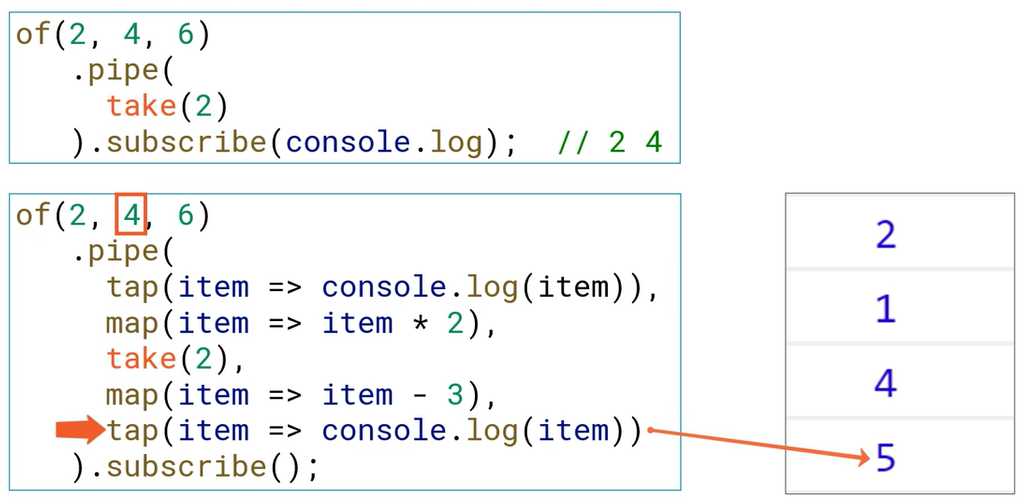 of(2, 4, 6)
.pipe(
take(2)
).subscribe(console.log);  // 2 4
of(2, 4, 6)
.pipe(
tap(item => console.log(item)),
map(item => item * 2),
take(2),
map(item => item - 3),
tap(item => console.log(item))
).subscribe();
2
1
4
5